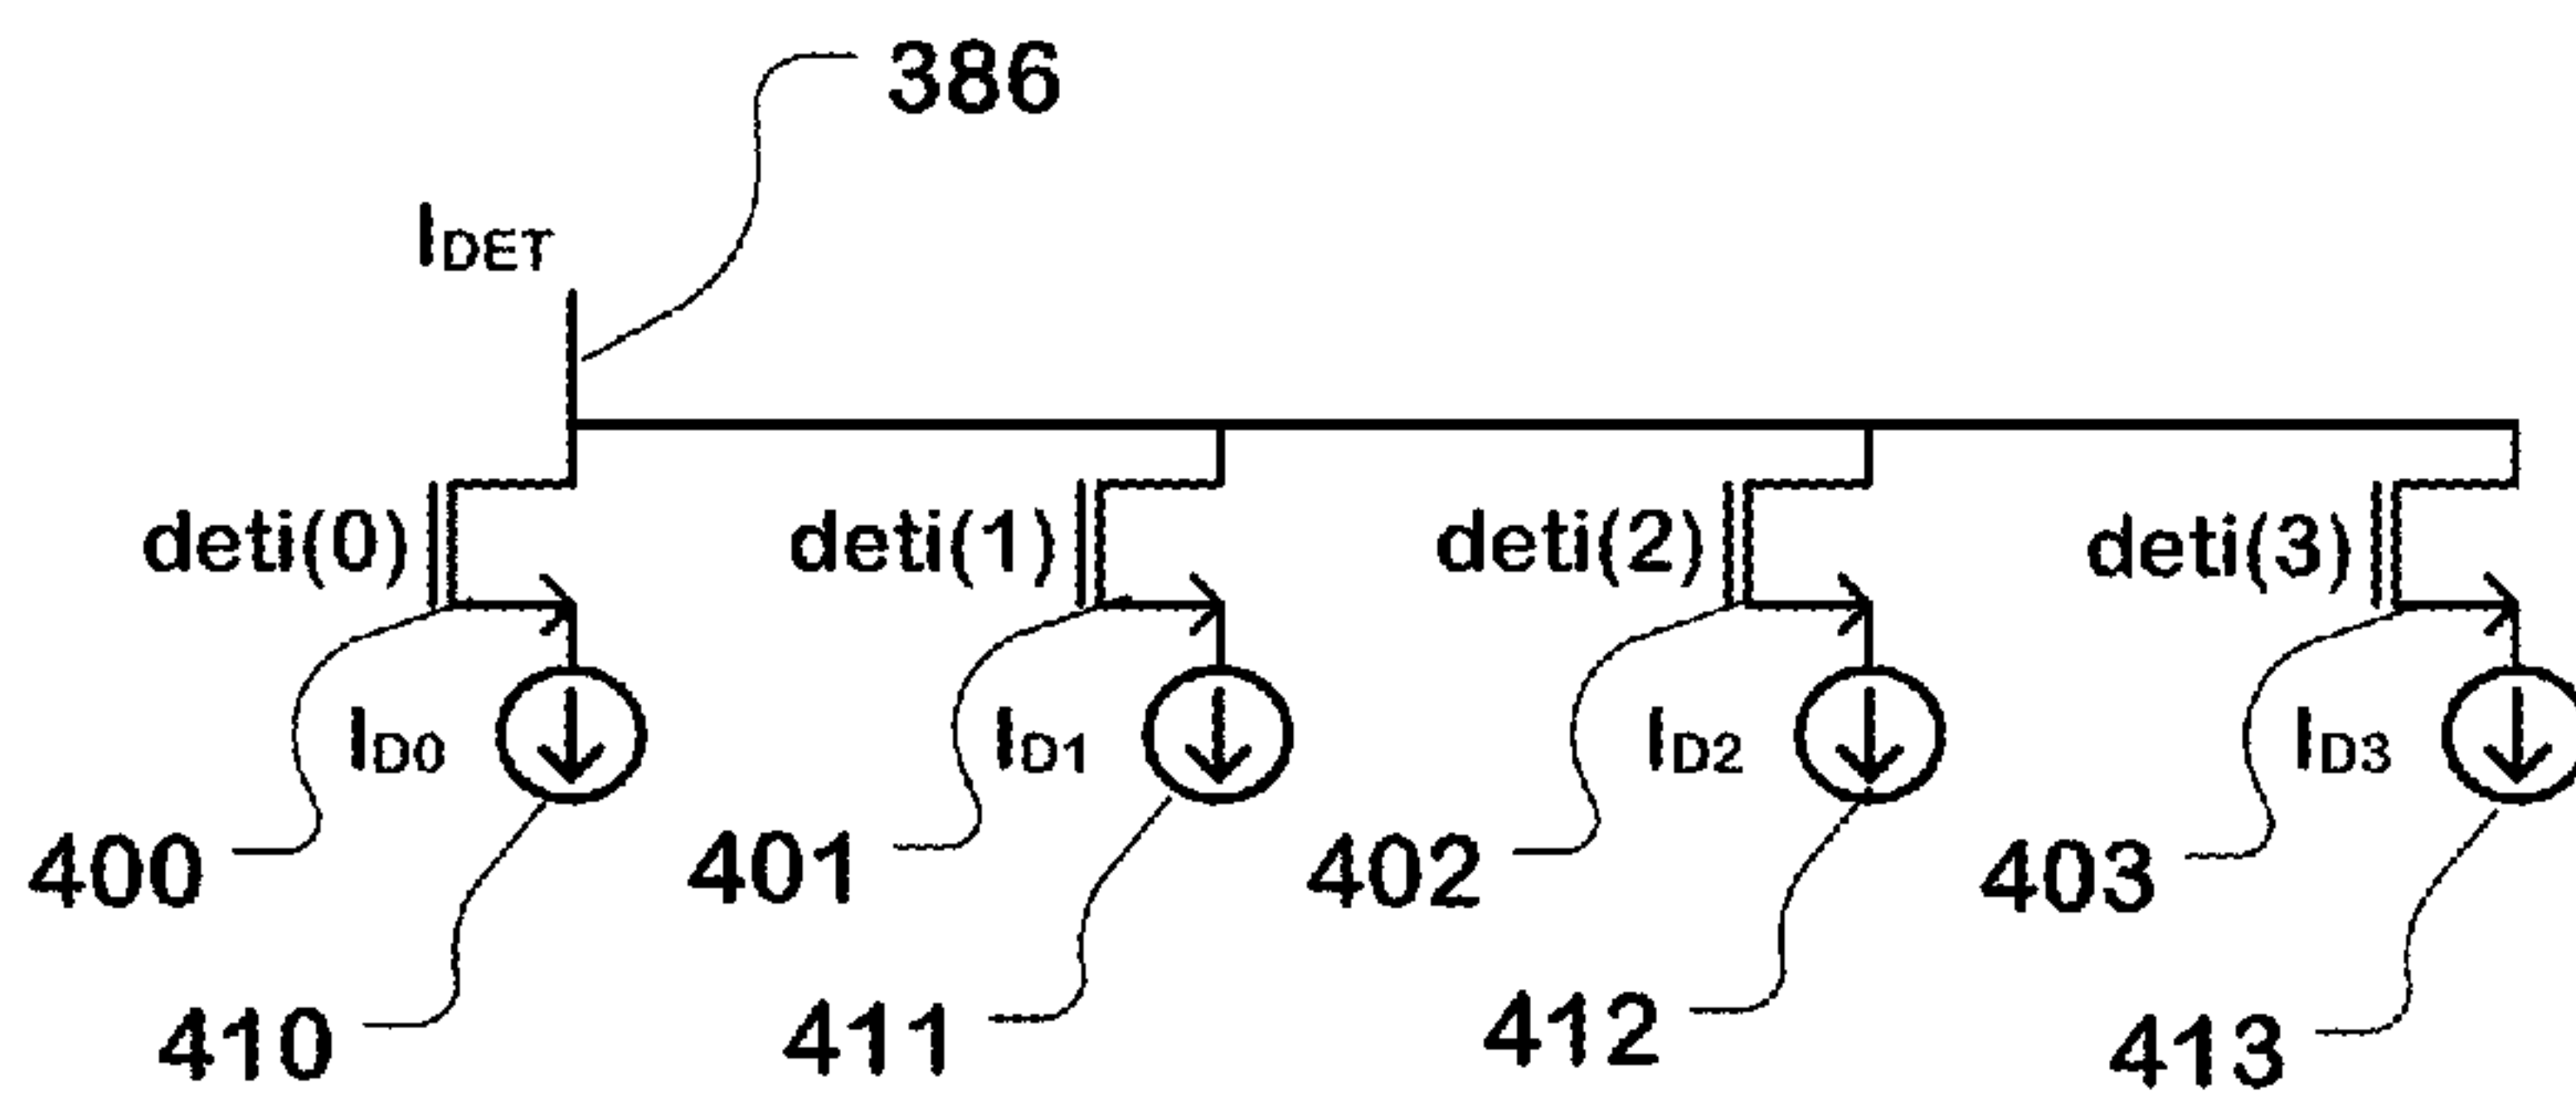 386
IDET
deti(0) deti(1) deti(2) deti(3)
ID0 ID1 ID2 ID3
400 401 402 403
410 411 412 413